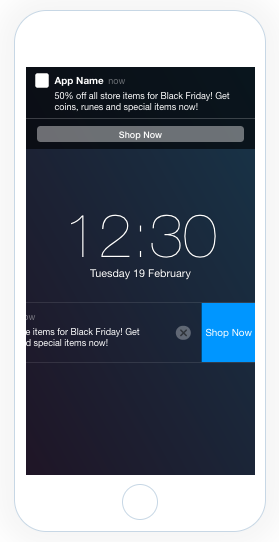 App Name now
50% off all store items for Black Friday! Get
coins, runes and special items now!
Shop Now
12:30
Tuesday 19 February
ow
e items for Black Friday! Get
d special items now!
Shop Now